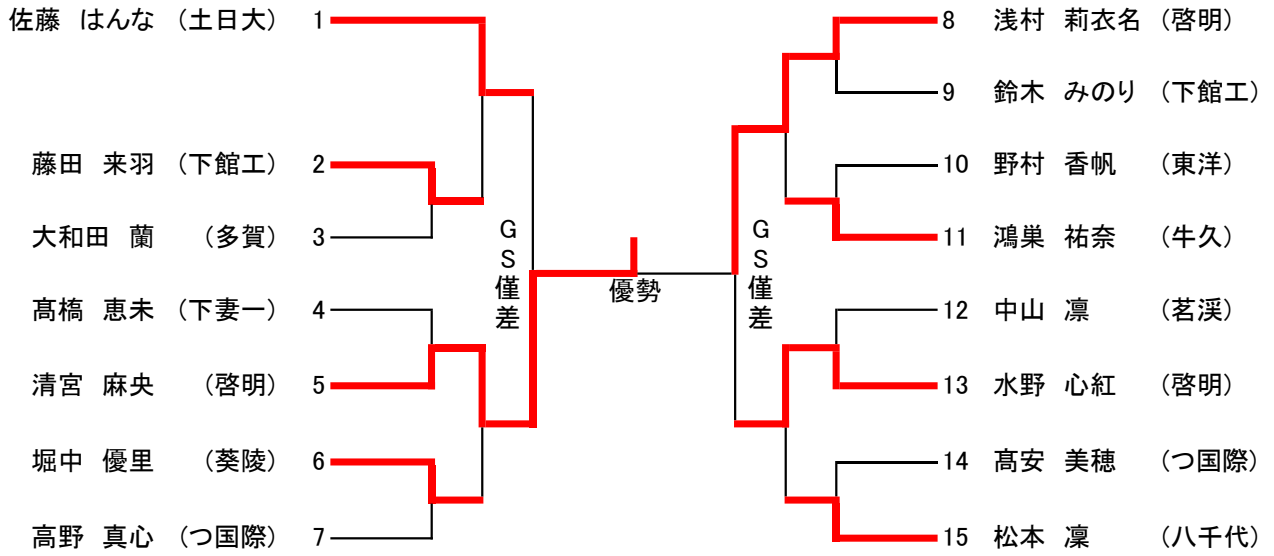 佐藤 はんな (土日大) 1
藤田 来羽 (下館工) 2
大和田 蘭 (多賀) 3
髙橋 恵未 (下妻一) 4
清宮 麻央 (啓明) 5
堀中 優里 (葵陵) 6
高野 真心 (つ国際) 7
GS僅差
優勢
GS僅差
8 浅村 莉衣名 (啓明)
9 鈴木 みのり (下館工)
10 野村 香帆 (東洋)
11 鴻巣 祐奈 (牛久)
12 中山 凛 (茗溪)
13 水野 心紅 (啓明)
14 髙安 美穂 (つ国際)
15 松本 凜 (八千代)